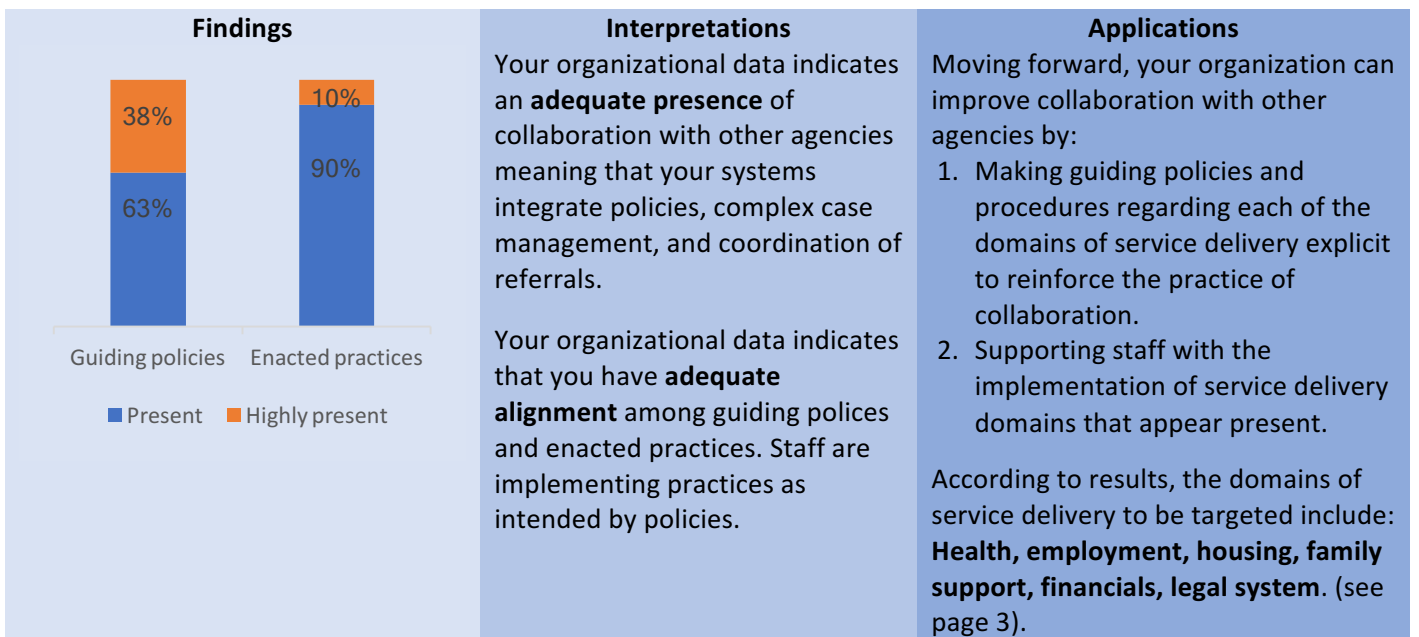 Findings
38%
63%
10%
90%
Guiding policies
Enacted practices
Present
Highly present
Interpretations
Your organizational data indicates
an adequate presence of
collaboration with other agencies
meaning that your systems
integrate policies, complex case
management, and coordination of
referrals.
Your organizational data indicates
that you have adequate
alignment among guiding polices
and enacted practices. Staff are
implementing practices as
intended by policies.
Applications
Moving forward, your organization can
improve collaboration with other
agencies by:
1. Making guiding policies and
procedures regarding each of the
domains of service delivery explicit
to reinforce the practice of
collaboration.
2. Supporting staff with the
implementation of service delivery
domains that appear present.
According to results, the domains of
service delivery to be targeted include:
Health, employment, housing, family
support, financials, legal system. (see
page 3).